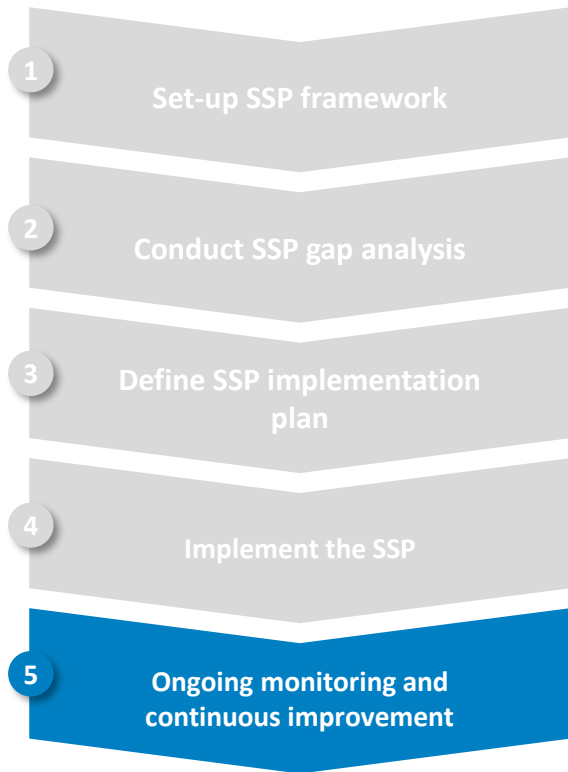 1
Set-up SSP framework
2
Conduct SSP gap analysis
3
Define SSP implementation
plan
4
Implement the SSP
5
Ongoing monitoring and
continuous improvement